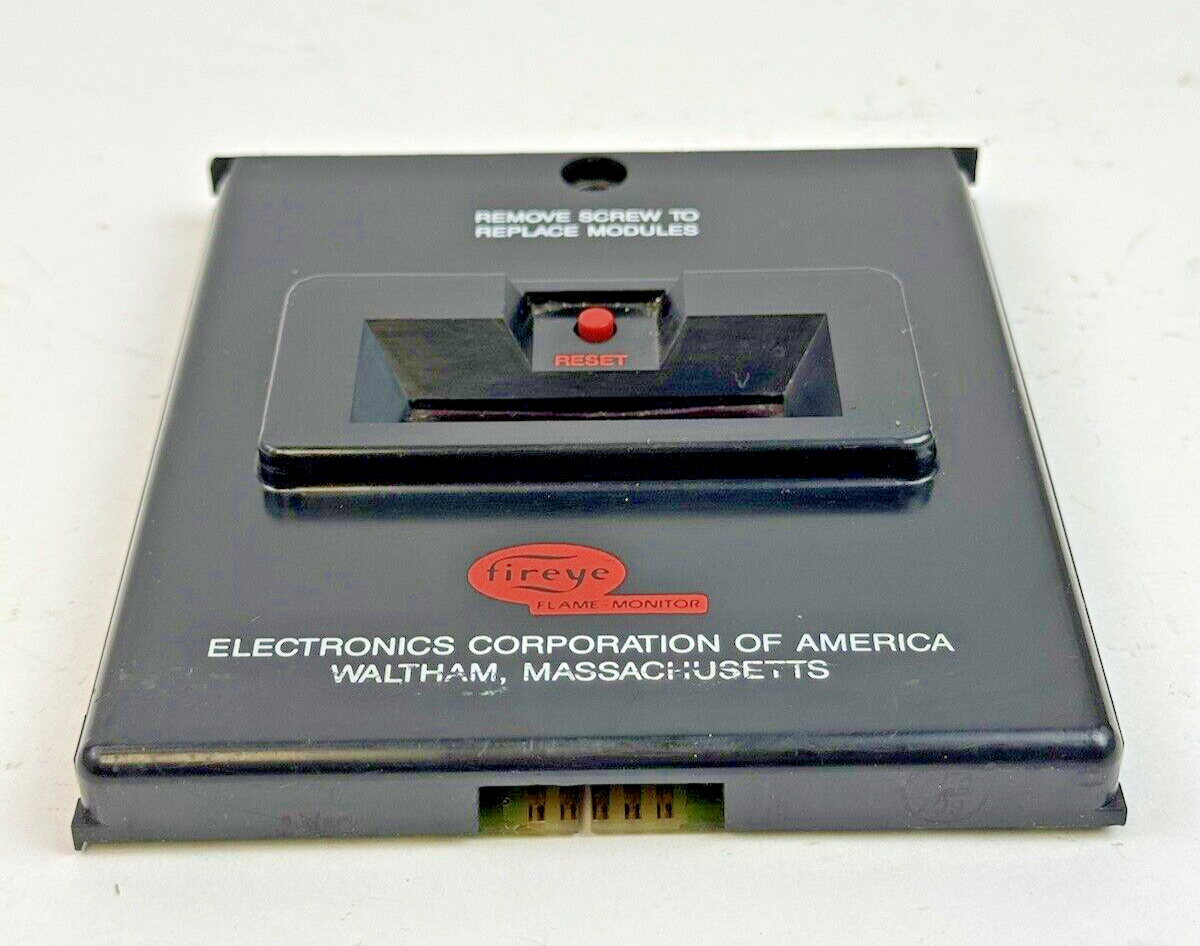 REMOVE SCREW TO
REPLACE MODULES
RESET
fireye
FLAME-MONITOR
ELECTRONICS CORPORATION OF AMERICA
WALTHAM, MASSACHUSETTS